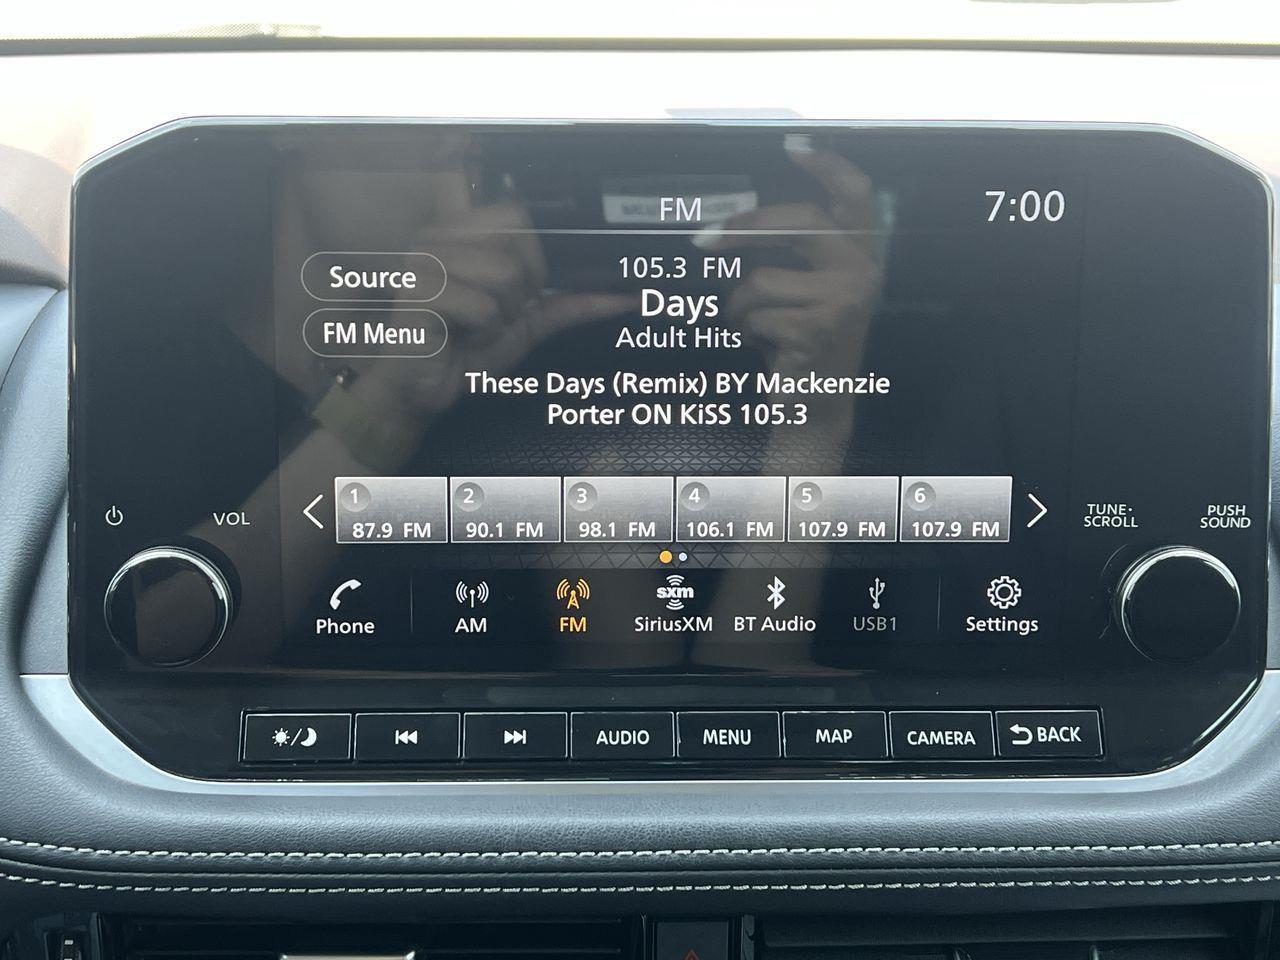 FM
7:00
Source
FM Menu
105.3 FM
Days
Adult Hits
These Days (Remix) BY Mackenzie
Porter ON KiSS 105.3
1
87.9 FM
2
90.1 FM
3
98.1 FM
4
106.1 FM
5
107.9 FM
6
107.9 FM
VOL
TUNE·
SCROLL
PUSH
SOUND
Phone
AM
FM
sxm
SiriusXM
BT Audio
USB1
Settings
AUDIO
MENU
MAP
CAMERA
BACK